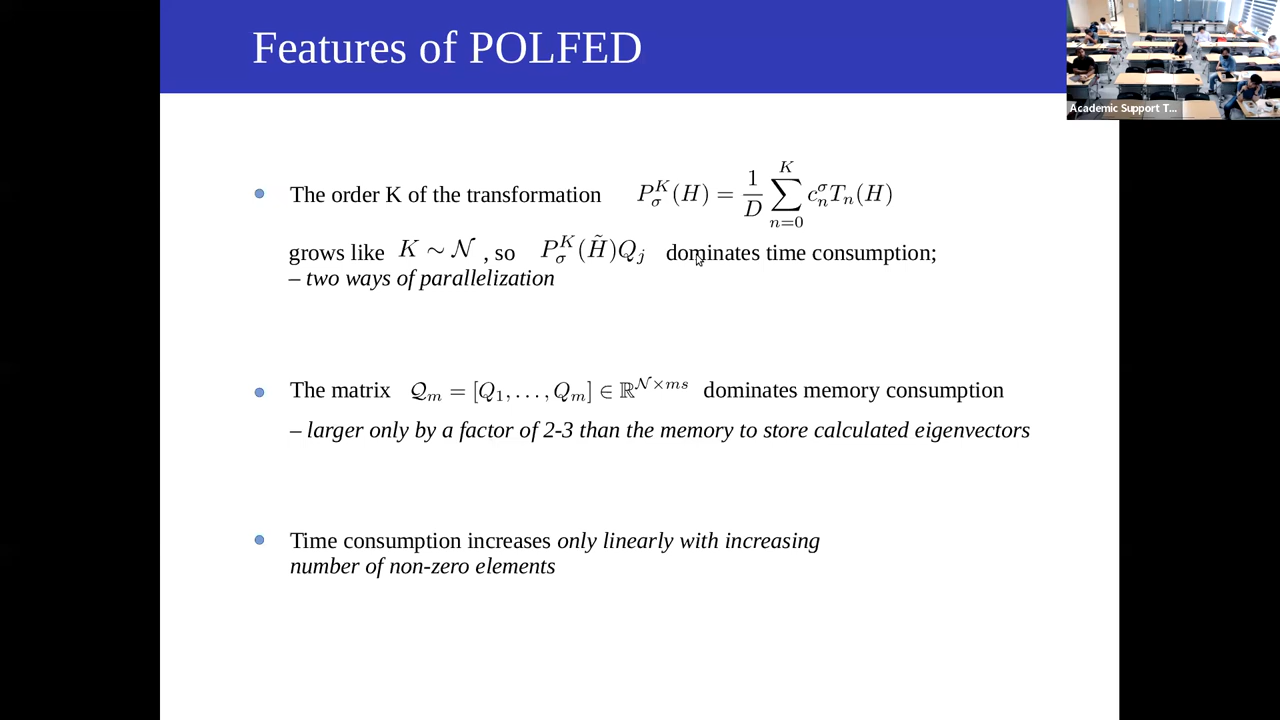 Features of POLFED
Academic Support T...
The order K of the transformation P_σ^K(H) = 1/D ∑_{n=0}^{K} c_n^σ T_n(H)
grows like K ∼ 𝒩 , so P_σ^K(H̃)Q_j dominates time consumption;
– two ways of parallelization
The matrix 𝒬_m = [Q_1, . . . , Q_m] ∈ ℝ^{𝒩×ms} dominates memory consumption
– larger only by a factor of 2-3 than the memory to store calculated eigenvectors
Time consumption increases only linearly with increasing
number of non-zero elements